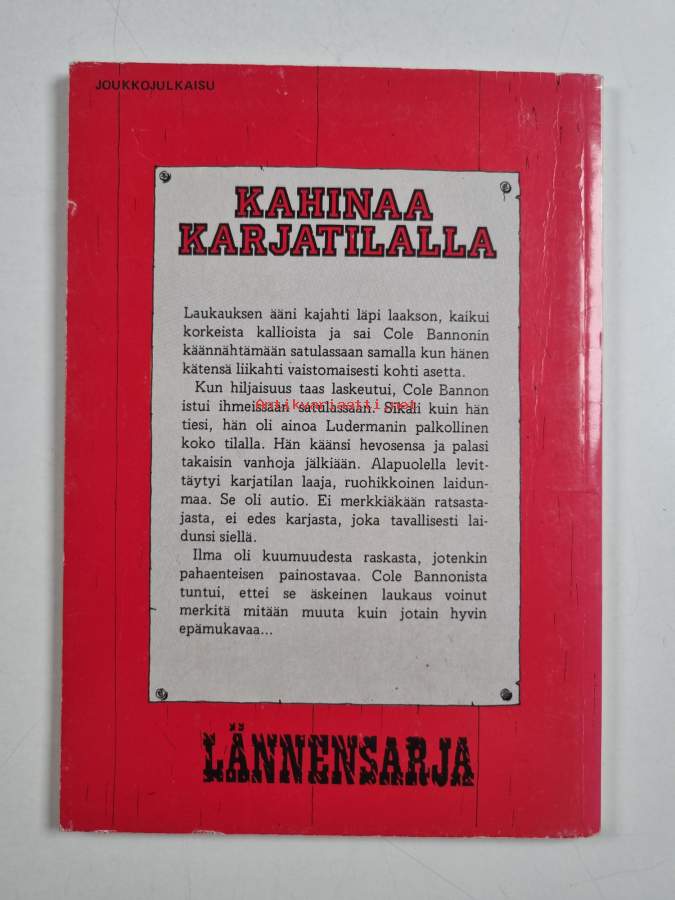 JOUKKOJULKAISU
KAHINAA
KARJATILALLA
Laukauksen ääni kajahti läpi laakson, kaikui
korkeista kallioista ja sai Cole Bannonin
käännähtämään satulassaan samalla kun hänen
kätensä liikahti vaistomaisesti kohti asetta.
Kun hiljaisuus taas laskeutui, Cole Bannon
istui ihmeissään satulassaan. Sikäli kuin hän
Antikvariaatti.net
tiesi, hän oli ainoa Ludermanin palkollinen
koko tilalla. Hän käänsi hevosensa ja palasi
takaisin vanhoja jälkiään. Alapuolella levit-
täytyi karjatilan laaja, ruohikkoinen laidun-
maa. Se oli autio. Ei merkkiäkään ratsasta-
jasta, ei edes karjasta, joka tavallisesti lai-
dunsi siellä.
Ilma oli kuumuudesta raskasta, jotenkin
pahaenteisen painostavaa. Cole Bannonista
tuntui, ettei se äskeinen laukaus voinut
merkitä mitään muuta kuin jotain hyvin
epämukavaa...
LÄNNENSARJA